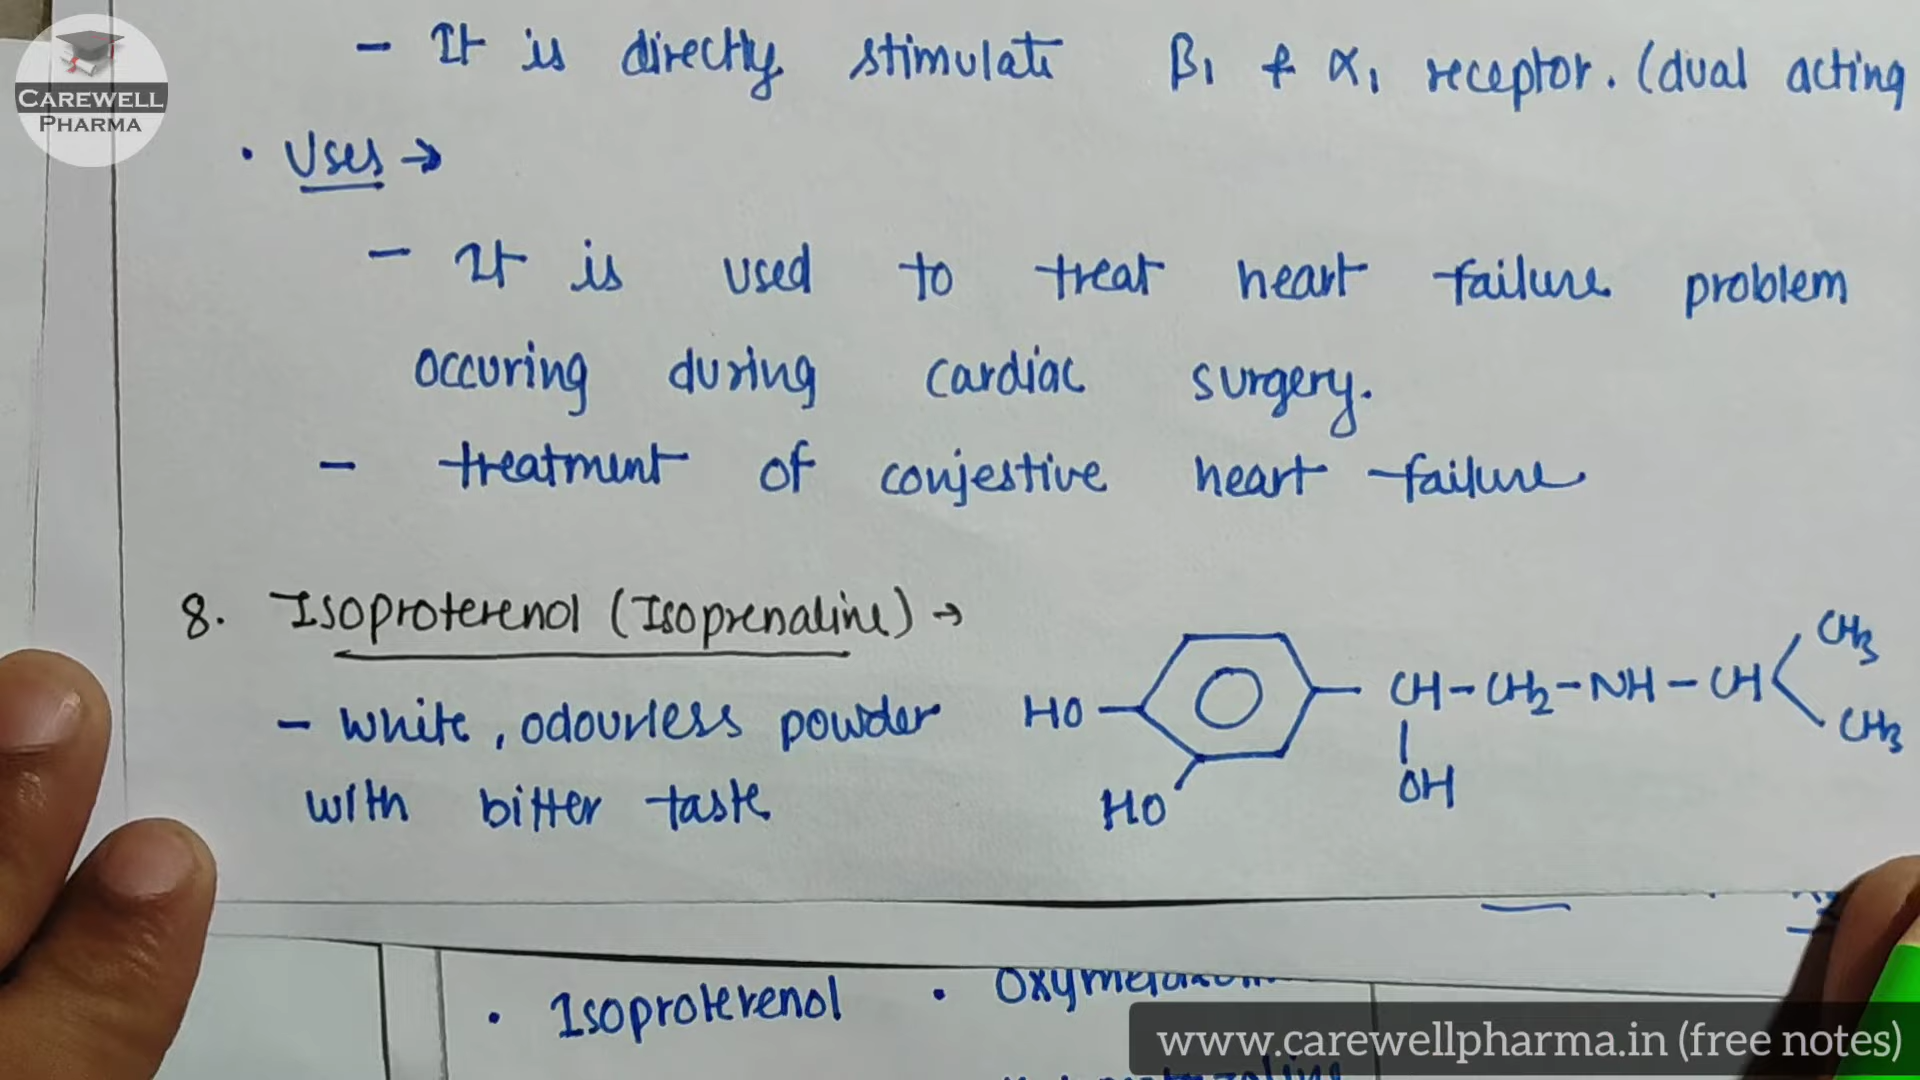 CAREWELL
PHARMA
- It is directly stimulate β1 & α1 receptor. (dual acting
• Uses →
- It is used to treat heart failure problem
occuring during cardiac surgery.
- treatment of conjestive heart failure
8. Isoproterenol (Isoprenaline) →
- white, odourless powder
with bitter taste
HO - CH - CH2 - NH - CH CH3
CH3
OH
HO
• Isoproterenol
•
www.carewellpharma.in (free notes)